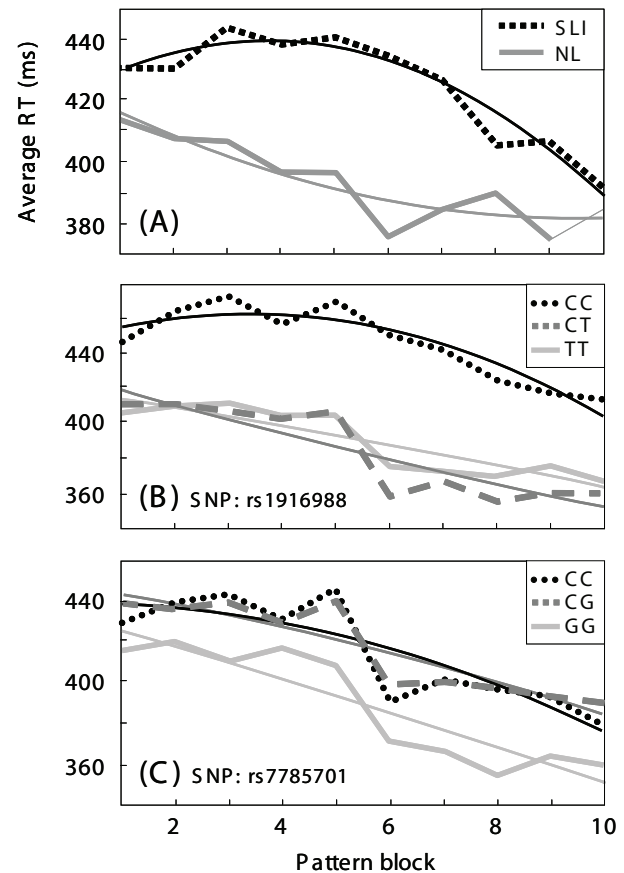 440
420
400
380
Average RT (ms)
SLI
NL
(A)
440
400
360
CC
CT
TT
(B) SNP: rs1916988
440
400
360
CC
CG
GG
(C) SNP: rs7785701
2 4 6 8 10
Pattern block